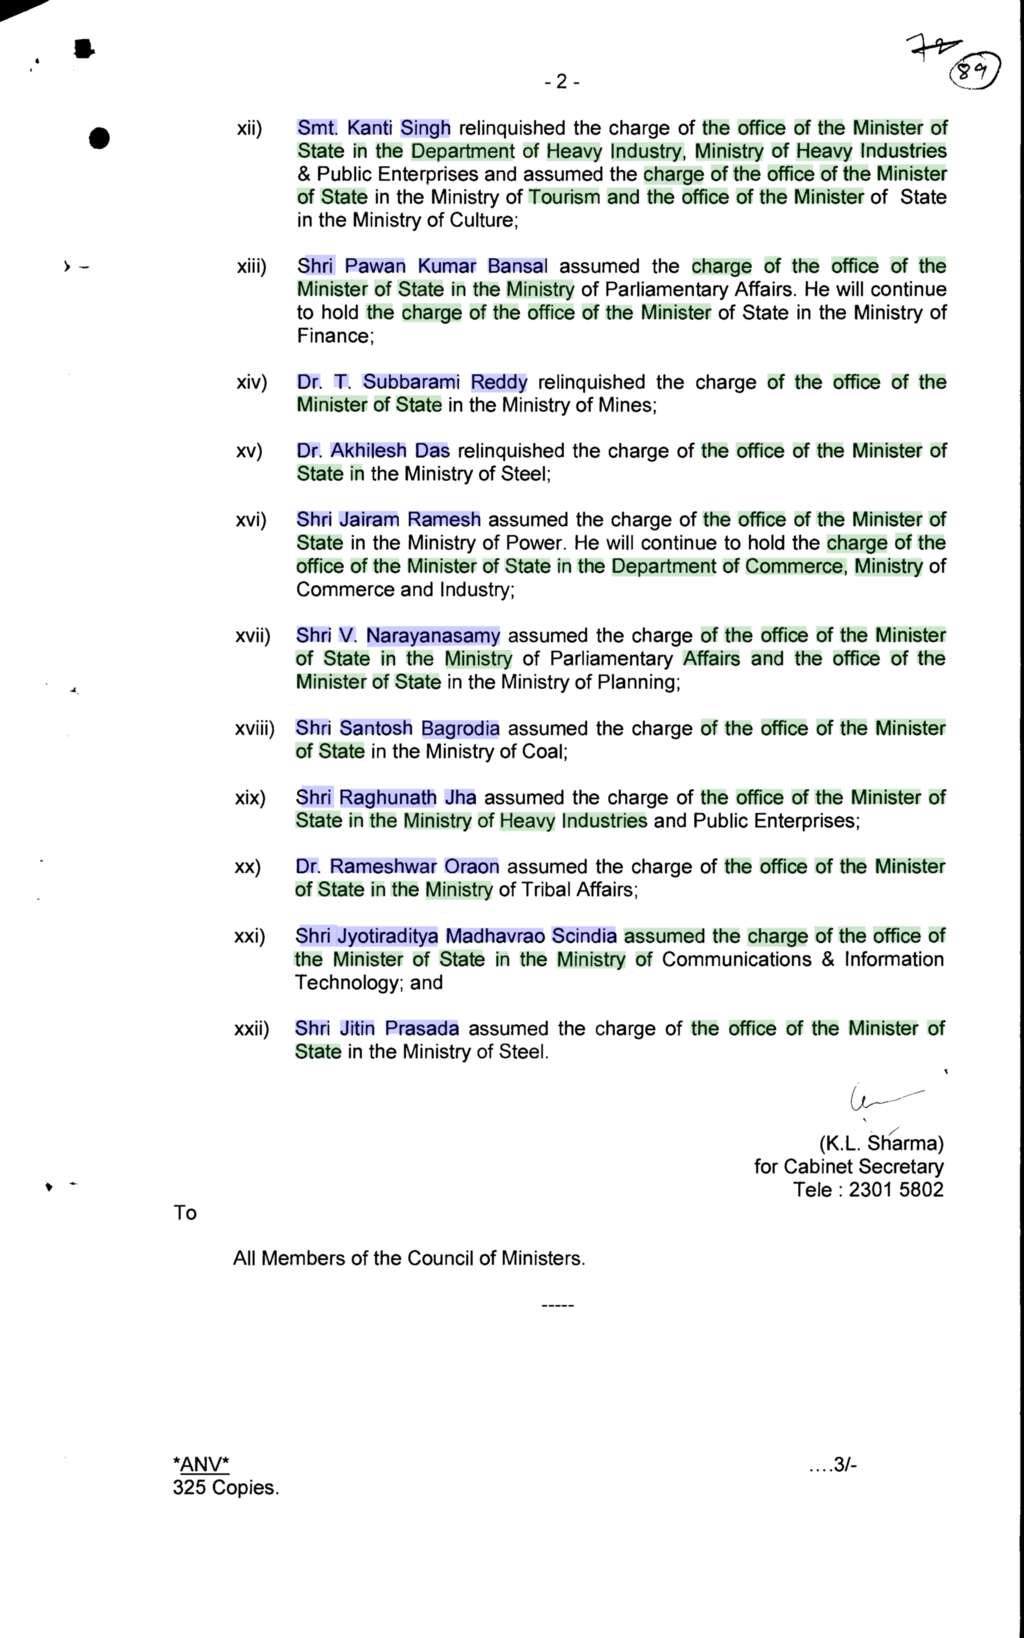 - 2 -
89
xii) Smt. Kanti Singh relinquished the charge of the office of the Minister of
State in the Department of Heavy Industry, Ministry of Heavy Industries
& Public Enterprises and assumed the charge of the office of the Minister
of State in the Ministry of Tourism and the office of the Minister of State
in the Ministry of Culture;
xiii) Shri Pawan Kumar Bansal assumed the charge of the office of the
Minister of State in the Ministry of Parliamentary Affairs. He will continue
to hold the charge of the office of the Minister of State in the Ministry of
Finance;
xiv) Dr. T. Subbarami Reddy relinquished the charge of the office of the
Minister of State in the Ministry of Mines;
xv) Dr. Akhilesh Das relinquished the charge of the office of the Minister of
State in the Ministry of Steel;
xvi) Shri Jairam Ramesh assumed the charge of the office of the Minister of
State in the Ministry of Power. He will continue to hold the charge of the
office of the Minister of State in the Department of Commerce, Ministry of
Commerce and Industry;
xvii) Shri V. Narayanasamy assumed the charge of the office of the Minister
of State in the Ministry of Parliamentary Affairs and the office of the
Minister of State in the Ministry of Planning;
xviii) Shri Santosh Bagrodia assumed the charge of the office of the Minister
of State in the Ministry of Coal;
xix) Shri Raghunath Jha assumed the charge of the office of the Minister of
State in the Ministry of Heavy Industries and Public Enterprises;
xx) Dr. Rameshwar Oraon assumed the charge of the office of the Minister
of State in the Ministry of Tribal Affairs;
xxi) Shri Jyotiraditya Madhavrao Scindia assumed the charge of the office of
the Minister of State in the Ministry of Communications & Information
Technology; and
xxii) Shri Jitin Prasada assumed the charge of the office of the Minister of
State in the Ministry of Steel.
(K.L. Sharma)
for Cabinet Secretary
Tele : 2301 5802
To
All Members of the Council of Ministers.
-----
*ANV*
....3/-
325 Copies.